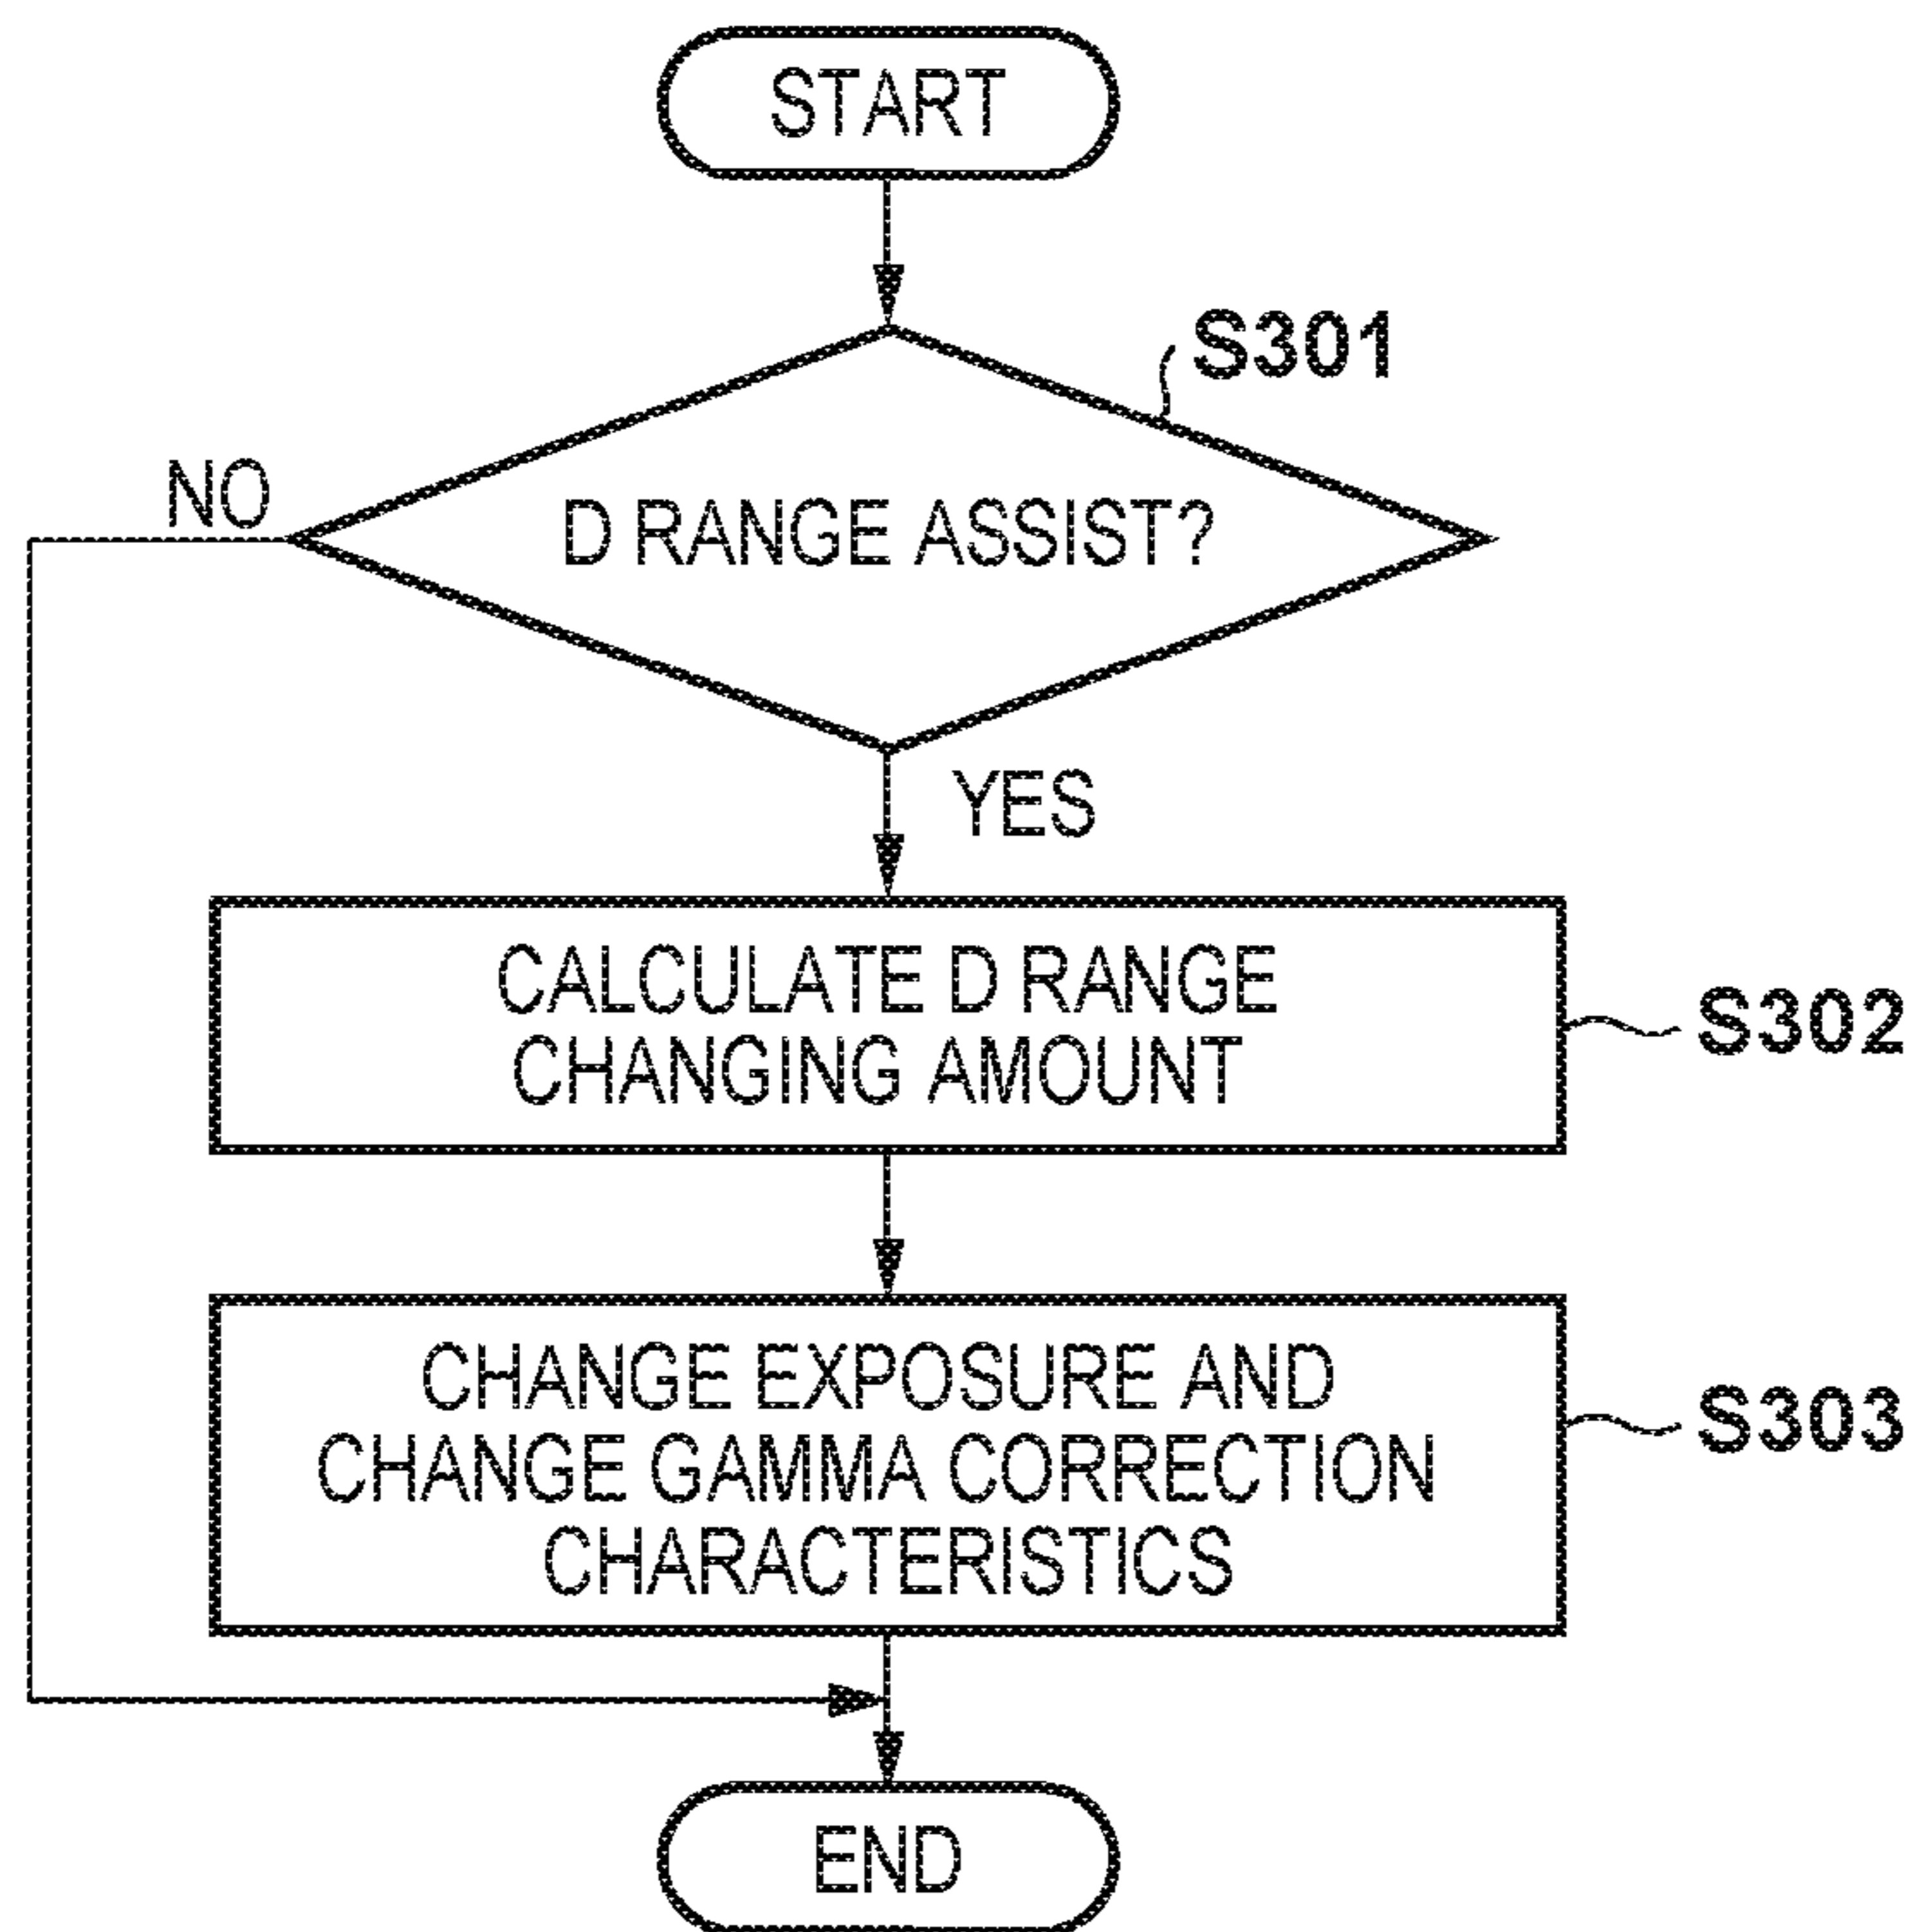 START
S301
NO
D RANGE ASSIST?
YES
CALCULATE D RANGE
CHANGING AMOUNT
S302
CHANGE EXPOSURE AND
CHANGE GAMMA CORRECTION
CHARACTERISTICS
S303
END